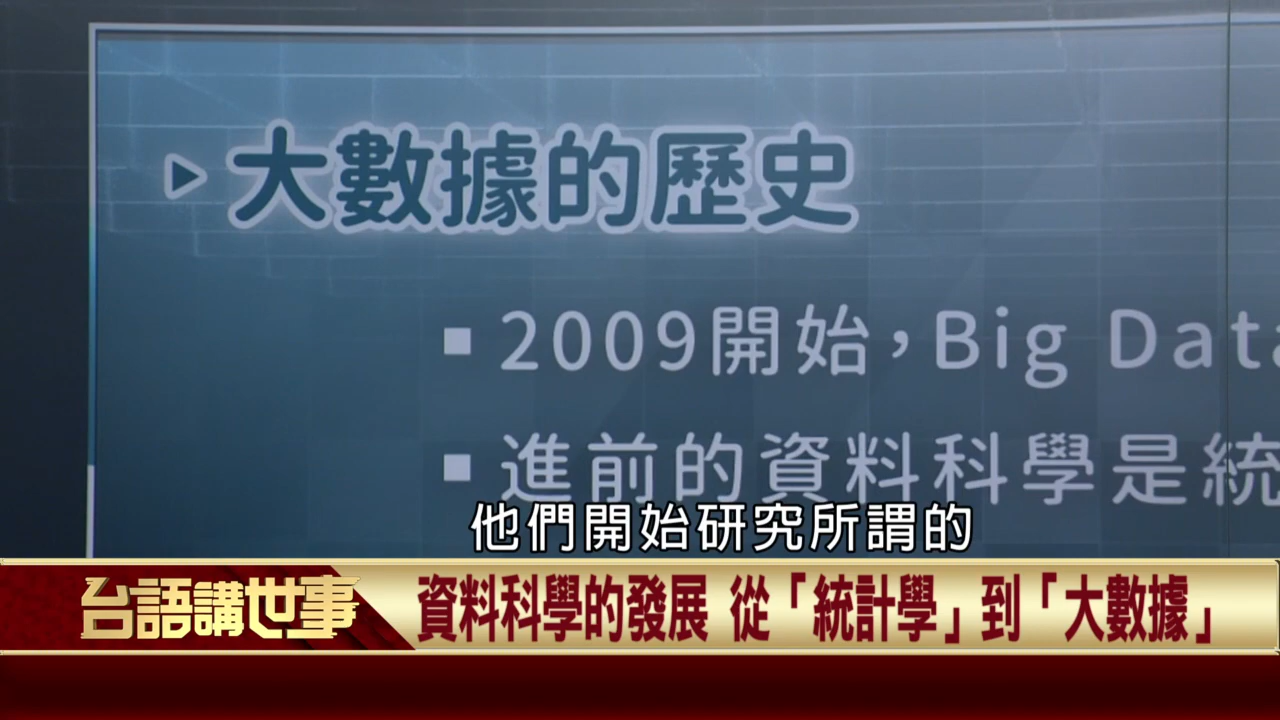 大數據的歷史
2009開始，Big Data
進前的資料科學是統
他們開始研究所謂的
台語講世事
資料科學的發展 從「統計學」到「大數據」